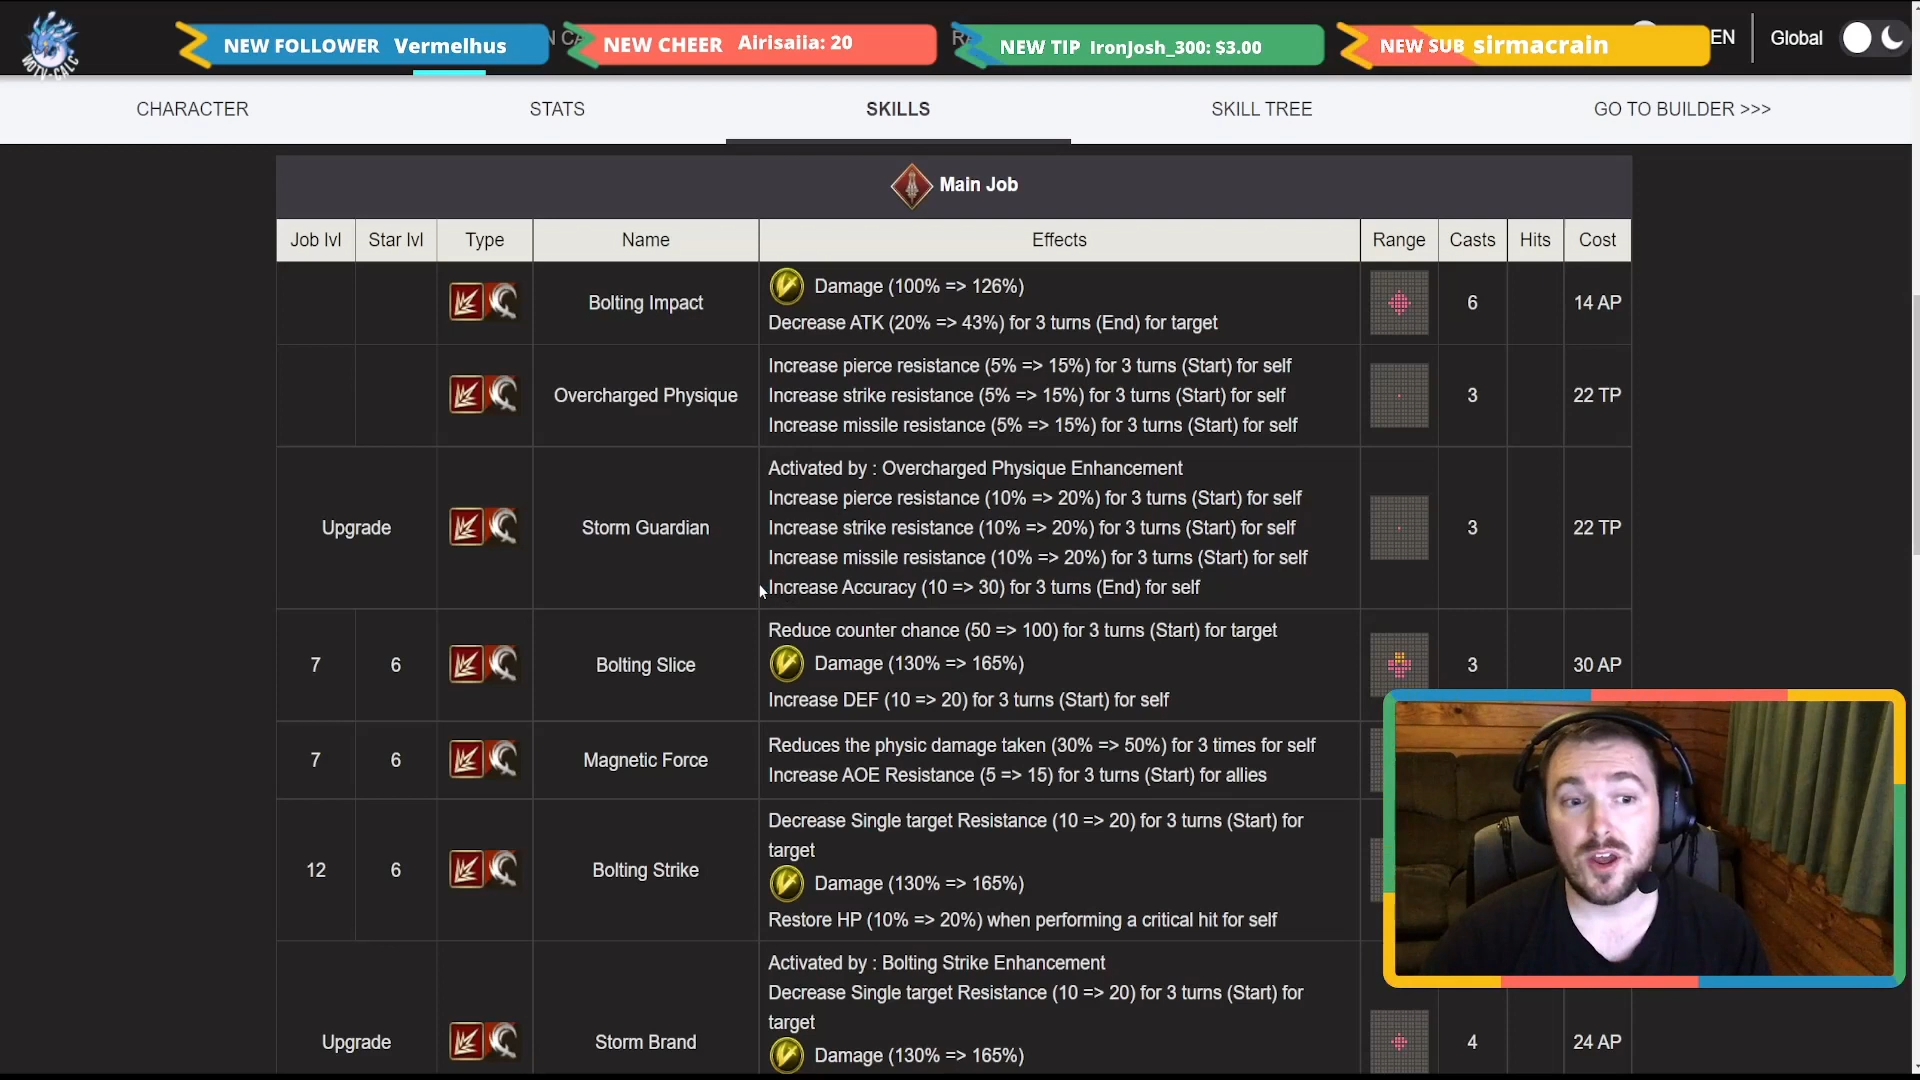 NEW FOLLOWER Vermelhus
NEW CHEER Airisaiia: 20
NEW TIP IronJosh_300: $3.00
NEW SUB sirmacrain
EN
Global
WOTV-CALC
CHARACTER
STATS
SKILLS
SKILL TREE
GO TO BUILDER >>>
Main Job
Job lvl Star lvl Type Name Effects Range Casts Hits Cost
Bolting Impact
Damage (100% => 126%)
Decrease ATK (20% => 43%) for 3 turns (End) for target
6
14 AP
Overcharged Physique
Increase pierce resistance (5% => 15%) for 3 turns (Start) for self
Increase strike resistance (5% => 15%) for 3 turns (Start) for self
Increase missile resistance (5% => 15%) for 3 turns (Start) for self
3
22 TP
Upgrade
Storm Guardian
Activated by : Overcharged Physique Enhancement
Increase pierce resistance (10% => 20%) for 3 turns (Start) for self
Increase strike resistance (10% => 20%) for 3 turns (Start) for self
Increase missile resistance (10% => 20%) for 3 turns (Start) for self
Increase Accuracy (10 => 30) for 3 turns (End) for self
3
22 TP
7
6
Bolting Slice
Reduce counter chance (50 => 100) for 3 turns (Start) for target
Damage (130% => 165%)
Increase DEF (10 => 20) for 3 turns (Start) for self
3
30 AP
7
6
Magnetic Force
Reduces the physic damage taken (30% => 50%) for 3 times for self
Increase AOE Resistance (5 => 15) for 3 turns (Start) for allies
12
6
Bolting Strike
Decrease Single target Resistance (10 => 20) for 3 turns (Start) for
target
Damage (130% => 165%)
Restore HP (10% => 20%) when performing a critical hit for self
Upgrade
Storm Brand
Activated by : Bolting Strike Enhancement
Decrease Single target Resistance (10 => 20) for 3 turns (Start) for
target
Damage (130% => 165%)
4
24 AP